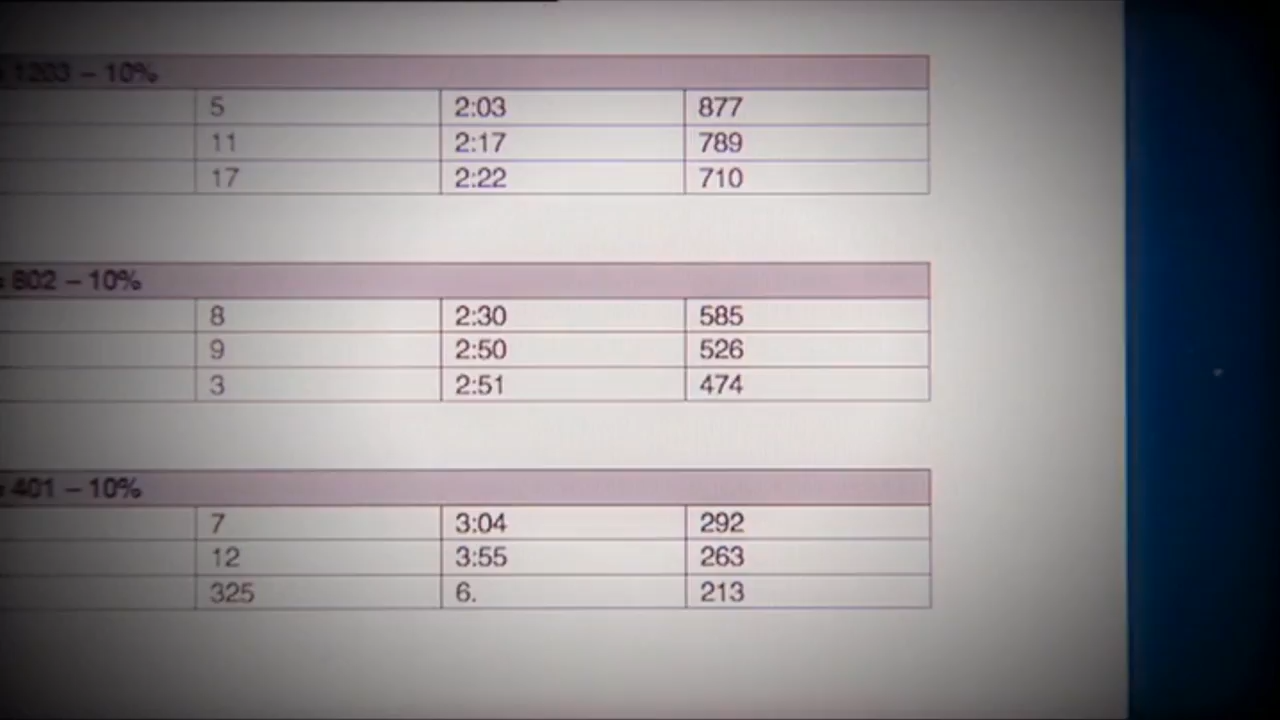 1203 – 10%
5 2:03 877
11 2:17 789
17 2:22 710
802 – 10%
8 2:30 585
9 2:50 526
3 2:51 474
401 – 10%
7 3:04 292
12 3:55 263
325 6. 213